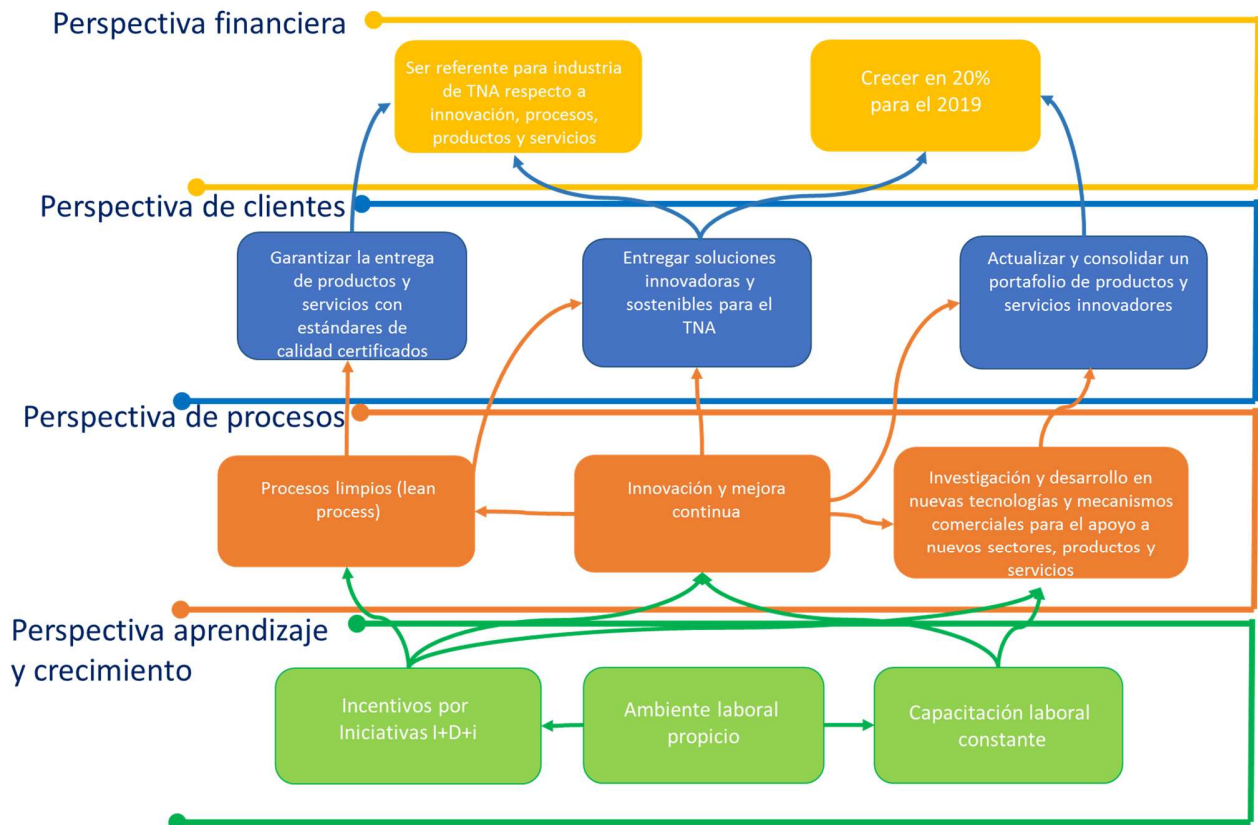 Perspectiva financiera
Ser referente para industria
de TNA respecto a
innovación, procesos,
productos y servicios
Crecer en 20%
para el 2019
Perspectiva de clientes
Garantizar la entrega
de productos y
servicios con
estándares de
calidad certificados
Entregar soluciones
innovadoras y
sostenibles para el
TNA
Actualizar y consolidar un
portafolio de productos y
servicios innovadores
Perspectiva de procesos
Procesos limpios (lean
process)
Innovación y mejora
continua
Investigación y desarrollo en
nuevas tecnologías y mecanismos
comerciales para el apoyo a
nuevos sectores, productos y
servicios
Perspectiva aprendizaje
y crecimiento
Incentivos por
Iniciativas I+D+i
Ambiente laboral
propicio
Capacitación laboral
constante